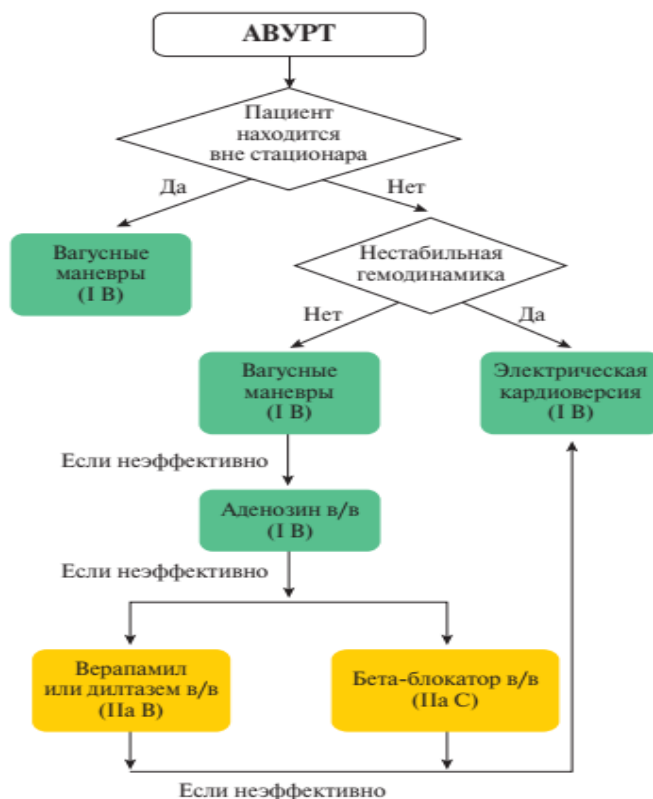 АВУРТ
Пациент
находится
вне стационара
Да
Нет
Вагусные
маневры
(I B)
Нестабильная
гемодинамика
Нет
Да
Вагусные
маневры
(I B)
Электрическая
кардиоверсия
(I B)
Если неэффективно
Аденозин в/в
(I B)
Если неэффективно
Верапамил
или дилтазем в/в
(IIa B)
Бета-блокатор в/в
(IIa C)
Если неэффективно